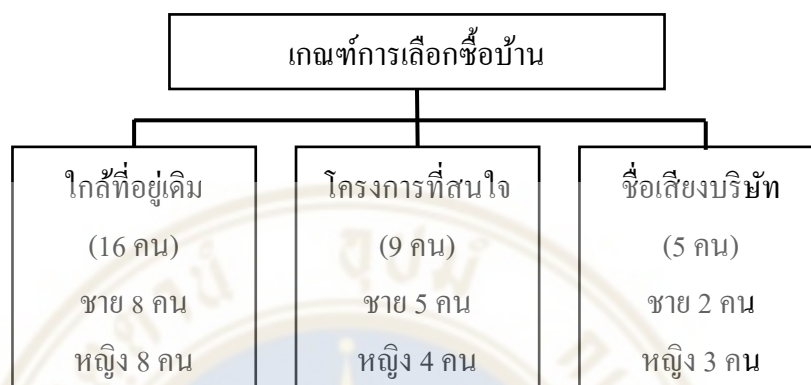 เกณฑ์การเลือกซื้อบ้าน
ใกล้ที่อยู่เดิม
(16 คน)
ชาย 8 คน
หญิง 8 คน
โครงการที่สนใจ
(9 คน)
ชาย 5 คน
หญิง 4 คน
ชื่อเสียงบริษัท
(5 คน)
ชาย 2 คน
หญิง 3 คน